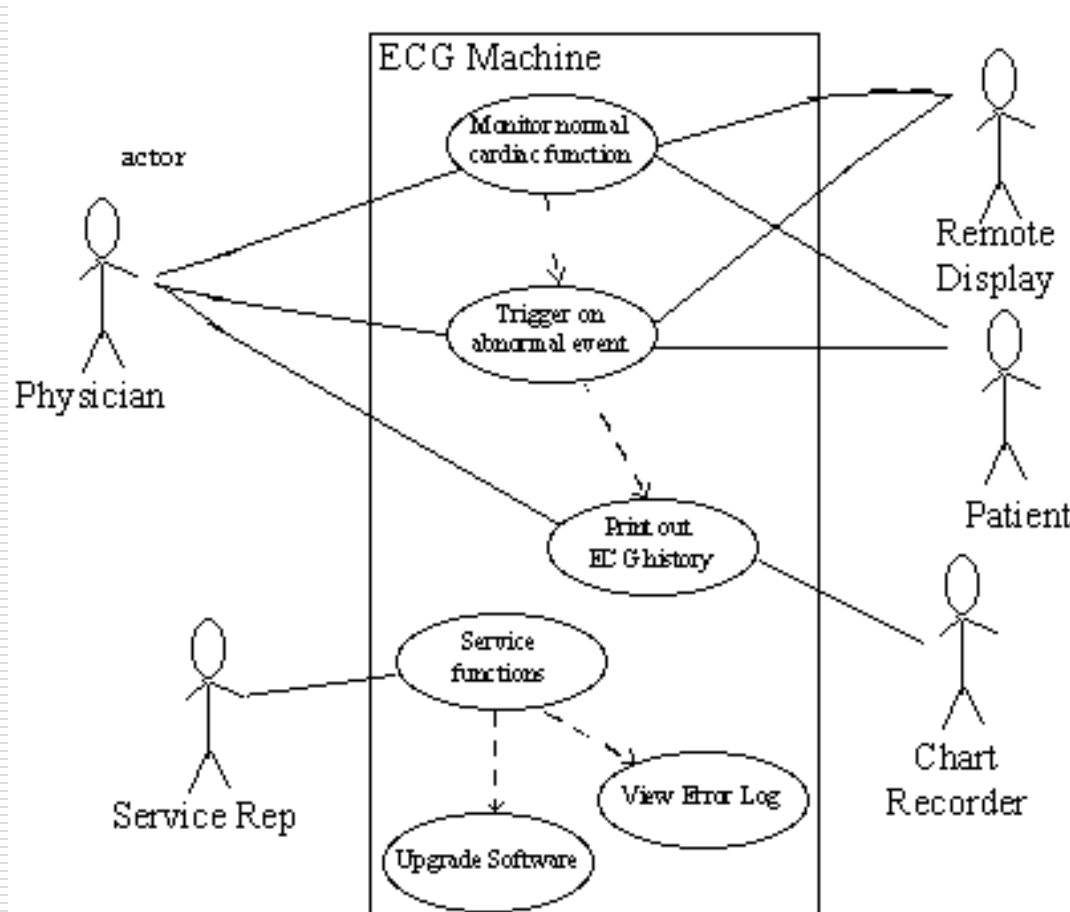 ECG Machine
Monitor normal
cardiac function
actor
Remote
Display
Trigger on
abnormal event
Physician
Patient
Print out
ECG history
Service
functions
Chart
Recorder
View Error Log
Service Rep
Upgrade Software